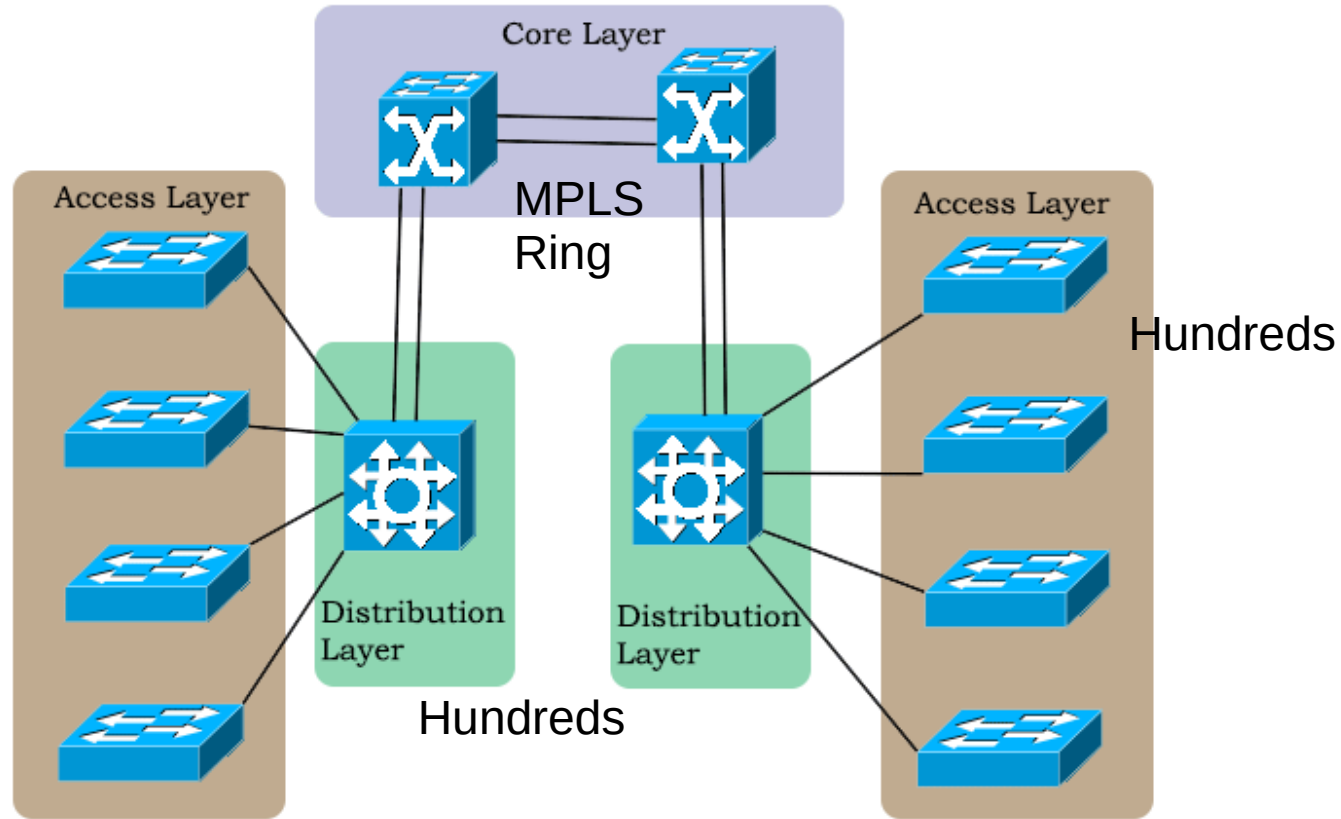 Core Layer
MPLS
Ring
Access Layer
Access Layer
Hundreds
Distribution
Layer
Distribution
Layer
Hundreds